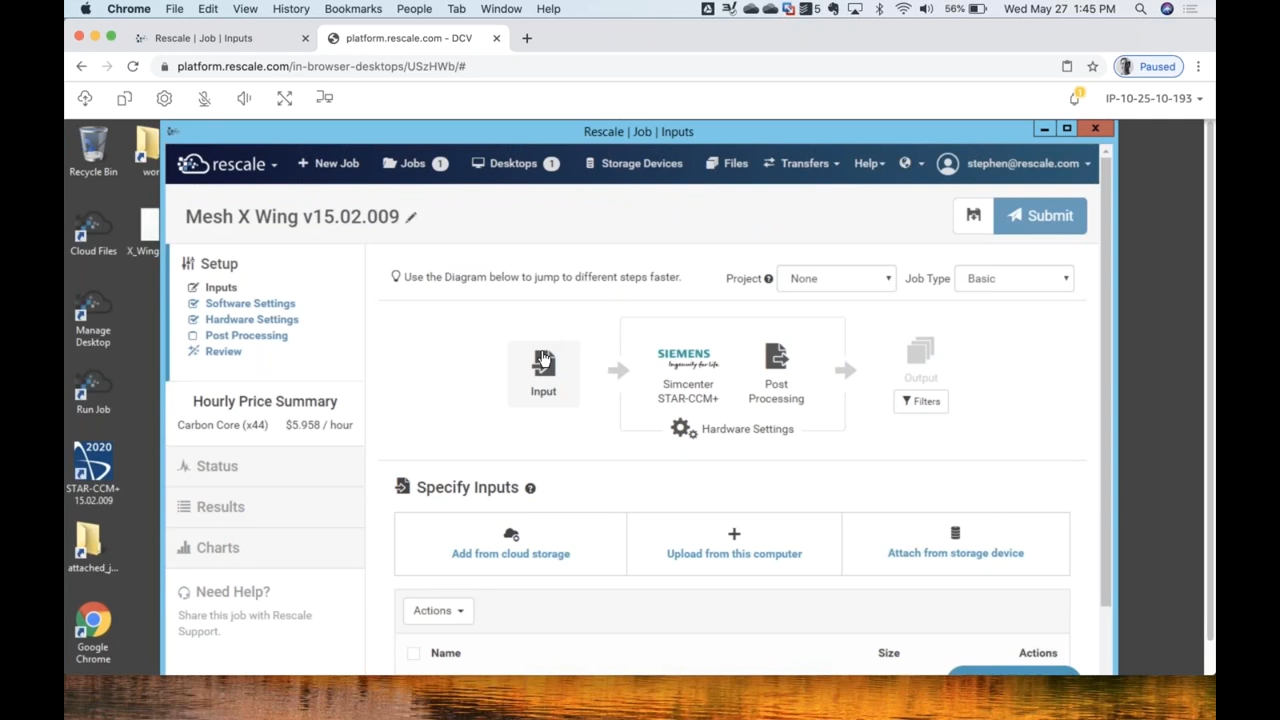 Chrome File Edit View History Bookmarks People Tab Window Help 5 56% Wed May 27 1:45 PM
Rescale | Job | Inputs platform.rescale.com - DCV
platform.rescale.com/in-browser-desktops/USzHWb/# Paused
1 IP-10-25-10-193
Rescale | Job | Inputs
Recycle Bin
wor
Cloud Files
X_Wing
Manage
Desktop
Run Job
2020
STAR-CCM+
15.02.009
attached_j...
Google
Chrome
rescale New Job Jobs 1 Desktops 1 Storage Devices Files Transfers Help stephen@rescale.com
Mesh X Wing v15.02.009 Submit
Setup
Inputs
Software Settings
Hardware Settings
Post Processing
Review
Hourly Price Summary
Carbon Core (x44) $5.958 / hour
Status
Results
Charts
Need Help?
Share this job with Rescale
Support.
Use the Diagram below to jump to different steps faster. Project None Job Type Basic
Input
SIEMENS
Ingenuity for life
Simcenter
STAR-CCM+
Post
Processing
Hardware Settings
Output
Filters
Specify Inputs
Add from cloud storage Upload from this computer Attach from storage device
Actions
Name Size Actions